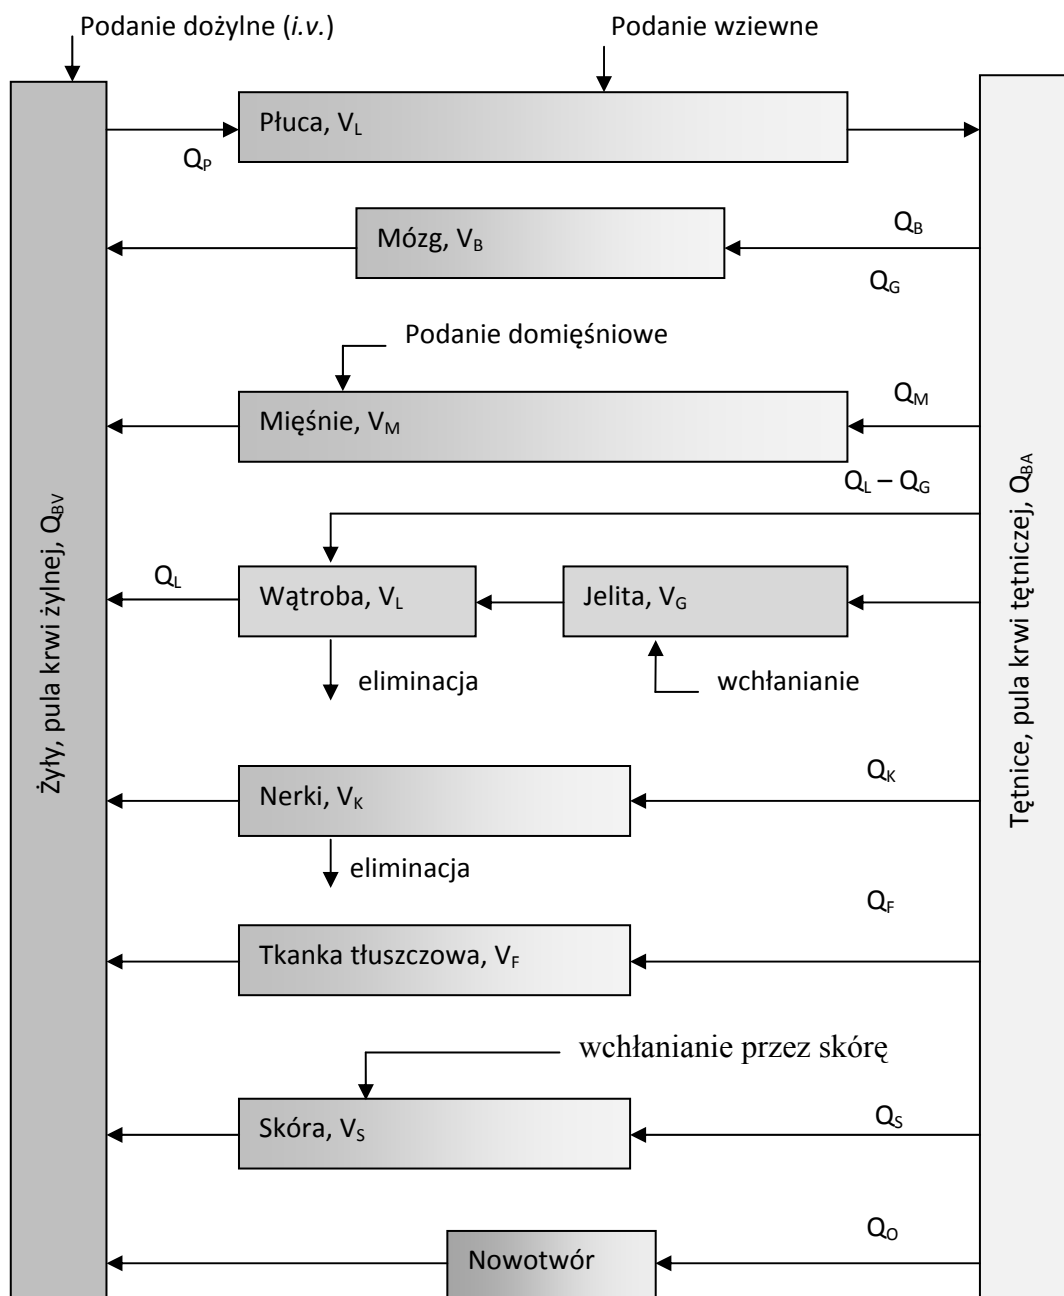 Podanie dożylne (i.v.)
Podanie wziewne
Płuca, VL
QP
Mózg, VB
QB
QG
Podanie domięśniowe
Mięśnie, VM
QM
QL – QG
QL
Wątroba, VL
Jelita, VG
eliminacja
wchłanianie
Nerki, VK
QK
eliminacja
QF
Tkanka tłuszczowa, VF
wchłanianie przez skórę
Skóra, VS
QS
QO
Nowotwór
Żyły, pula krwi żylnej, QBV
Tętnice, pula krwi tętniczej, QBA